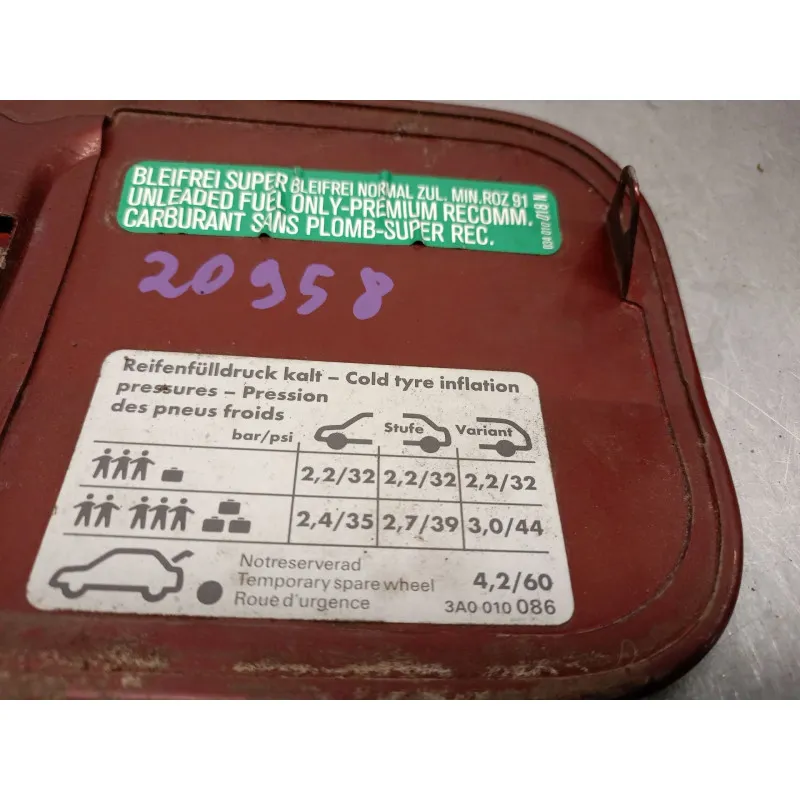 BLEIFREI SUPER BLEIFREI NORMAL ZUL. MIN.ROZ 91
UNLEADED FUEL ONLY-PREMIUM RECOMM.
CARBURANT SANS PLOMB-SUPER REC.
03A 010 018 N
20958
Reifenfülldruck kalt – Cold tyre inflation
pressures – Pression
des pneus froids
bar/psi Stufe Variant
2,2/32 2,2/32 2,2/32
2,4/35 2,7/39 3,0/44
Notreserverad
Temporary spare wheel 4,2/60
Roue d'urgence 3A0 010 086